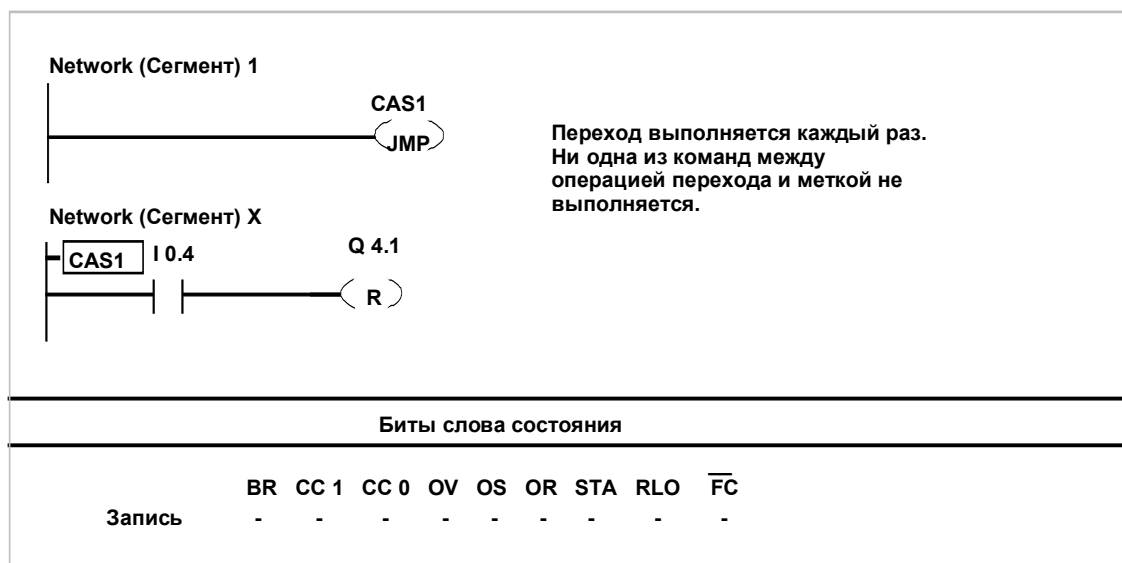 Network (Сегмент) 1
CAS1
JMP
Переход выполняется каждый раз.
Ни одна из команд между
операцией перехода и меткой не
выполняется.
Network (Сегмент) X
CAS1 I 0.4 Q 4.1
R
Биты слова состояния
BR CC 1 CC 0 OV OS OR STA RLO F̅C̅
Запись - - - - - - - - -